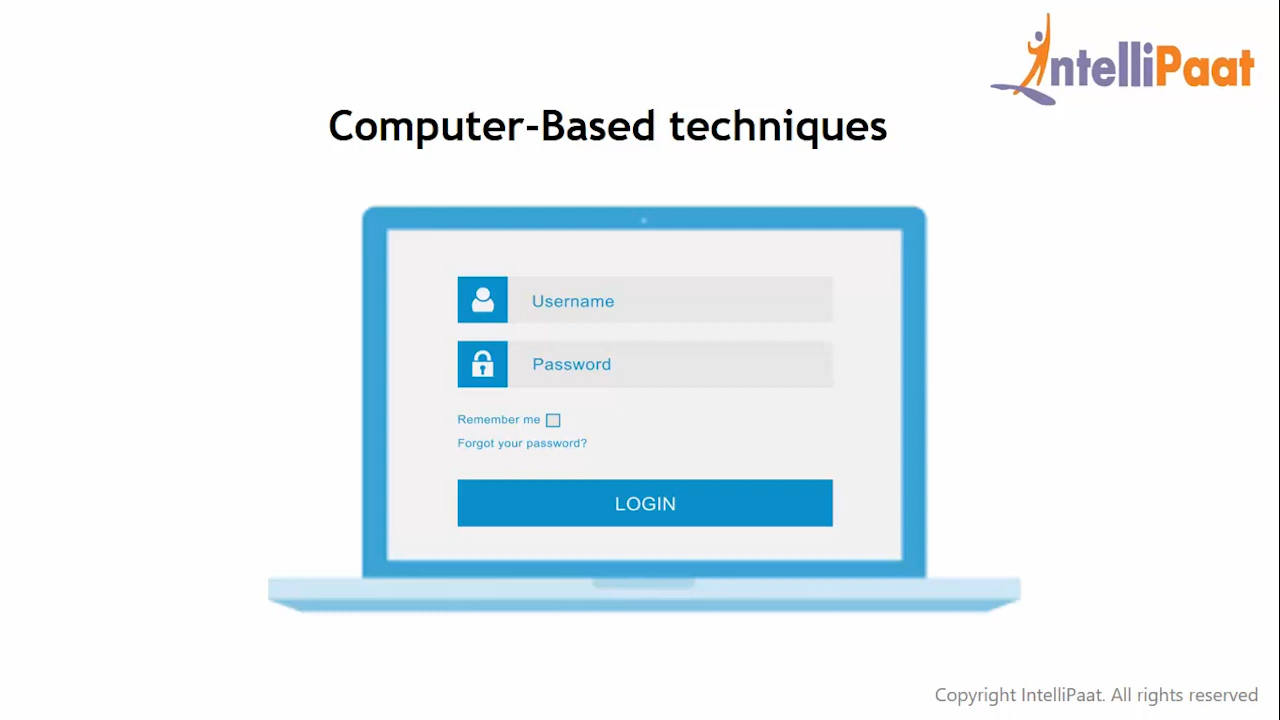 IntelliPaat
Computer-Based techniques
Username
Password
Remember me
Forgot your password?
LOGIN
Copyright IntelliPaat. All rights reserved